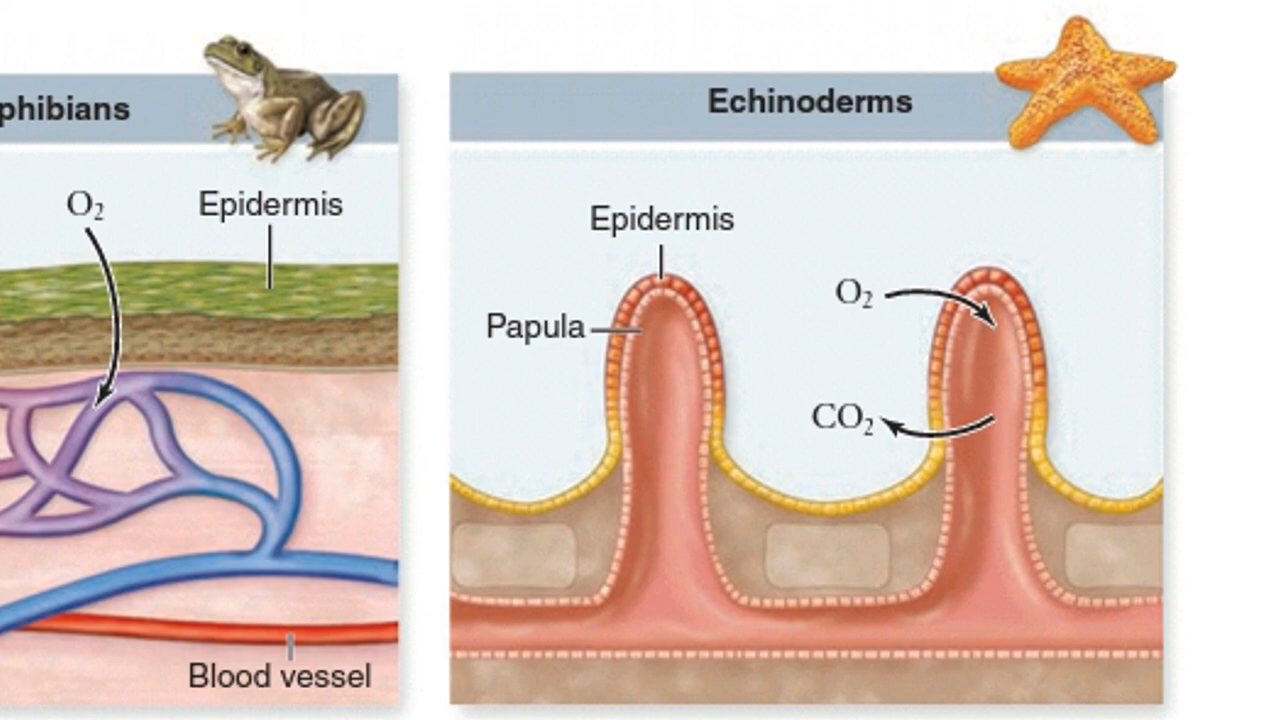 phibians
O₂
Epidermis
Blood vessel
Echinoderms
Epidermis
Papula
O₂
CO₂